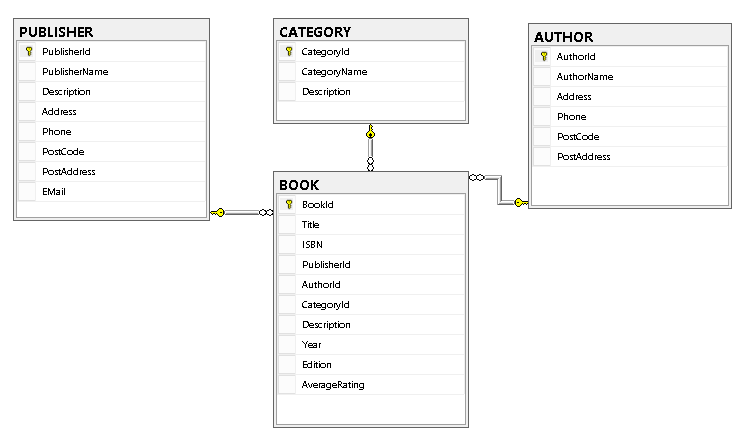 PUBLISHER
PublisherId
PublisherName
Description
Address
Phone
PostCode
PostAddress
EMail
CATEGORY
CategoryId
CategoryName
Description
AUTHOR
AuthorId
AuthorName
Address
Phone
PostCode
PostAddress
BOOK
BookId
Title
ISBN
PublisherId
AuthorId
CategoryId
Description
Year
Edition
AverageRating